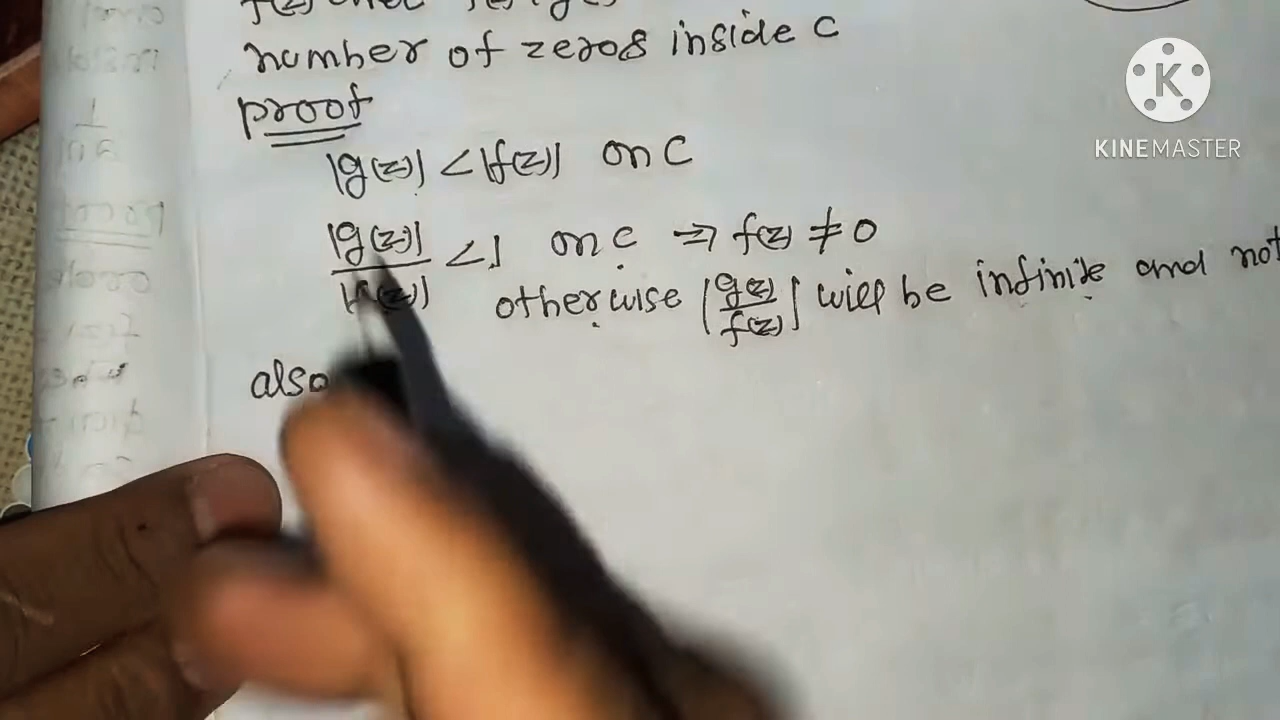 number of zeros inside C
proof
|g(z)| < |f(z)| on C
|g(z)| / |f(z)| < 1 on C ⇒ f(z) ≠ 0
otherwise |g(z)/f(z)| will be infinite and not
also
K
KINEMASTER